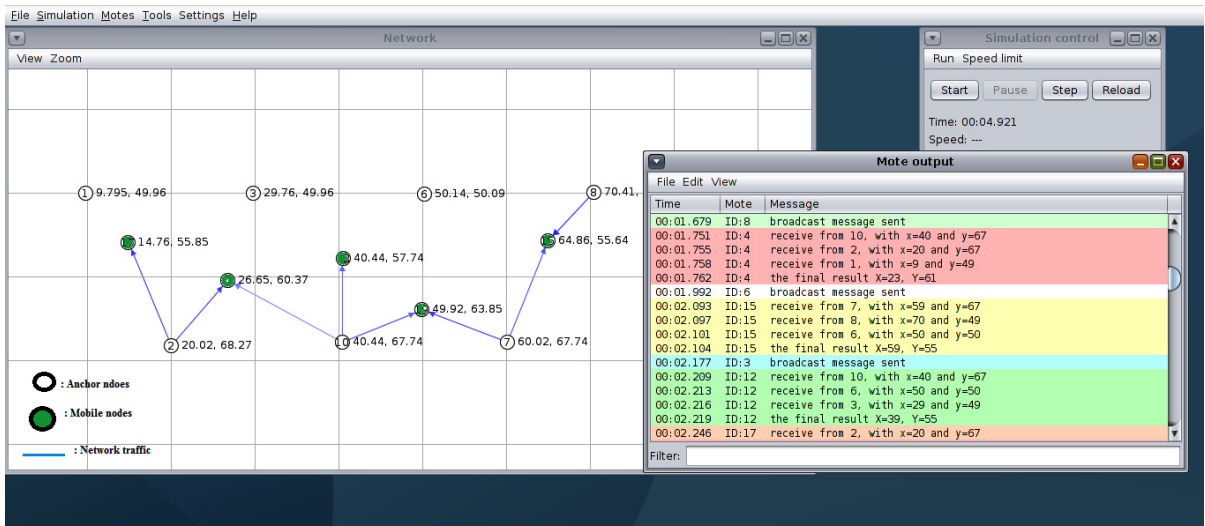 File Simulation Motes Tools Settings Help
Network
View Zoom
1 9.795, 49.96
3 29.76, 49.96
6 50.14, 50.09
8 70.41,
14.76, 55.85
64.86, 55.64
40.44, 57.74
26.65, 60.37
49.92, 63.85
2 20.02, 68.27
10 40.44, 67.74
7 60.02, 67.74
: Anchor ndoes
: Mobile nodes
: Network traffic
Simulation control
Run Speed limit
Start Pause Step Reload
Time: 00:04.921
Speed: ---
Mote output
File Edit View
Time Mote Message
00:01.679 ID:8 broadcast message sent
00:01.751 ID:4 receive from 10, with x=40 and y=67
00:01.755 ID:4 receive from 2, with x=20 and y=67
00:01.758 ID:4 receive from 1, with x=9 and y=49
00:01.762 ID:4 the final result X=23, Y=61
00:01.992 ID:6 broadcast message sent
00:02.093 ID:15 receive from 7, with x=59 and y=67
00:02.097 ID:15 receive from 8, with x=70 and y=49
00:02.101 ID:15 receive from 6, with x=50 and y=50
00:02.104 ID:15 the final result X=59, Y=55
00:02.177 ID:3 broadcast message sent
00:02.209 ID:12 receive from 10, with x=40 and y=67
00:02.213 ID:12 receive from 6, with x=50 and y=50
00:02.216 ID:12 receive from 3, with x=29 and y=49
00:02.219 ID:12 the final result X=39, Y=55
00:02.246 ID:17 receive from 2, with x=20 and y=67
Filter: